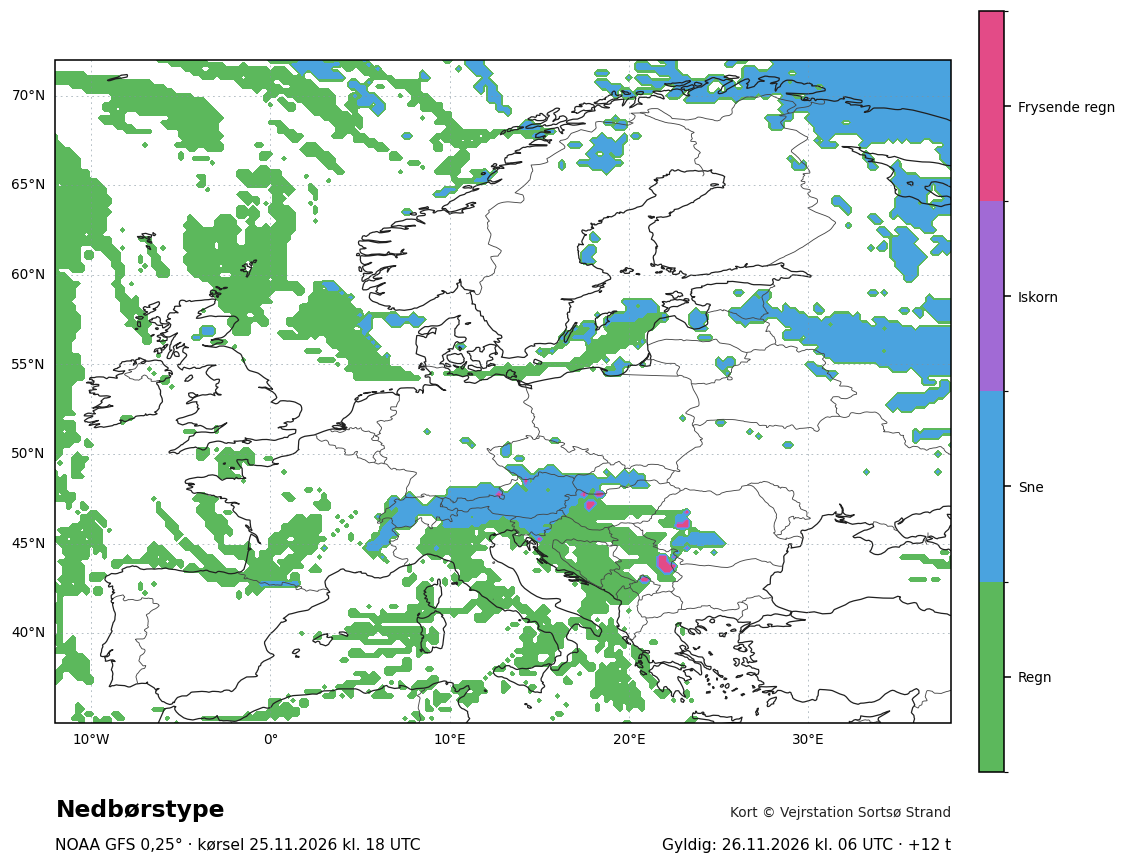 70°N
65°N
60°N
55°N
50°N
45°N
40°N
10°W
0°
10°E
20°E
30°E
Frysende regn
Iskorn
Sne
Regn
Nedbørstype
Kort © Vejrstation Sortsø Strand
NOAA GFS 0,25° · kørsel 25.11.2026 kl. 18 UTC
Gyldig: 26.11.2026 kl. 06 UTC · +12 t